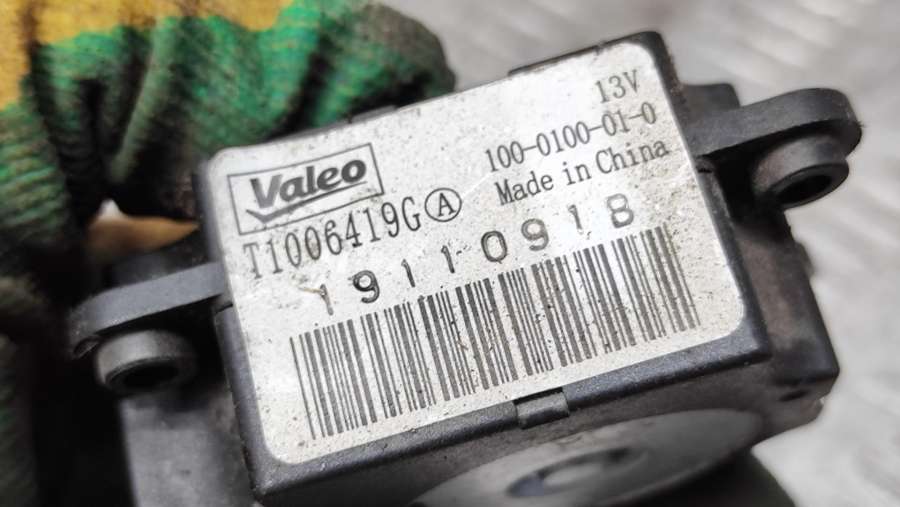 13V
Valeo
100-0100-01-0
T1006419G Ⓐ
Made in China
19110918